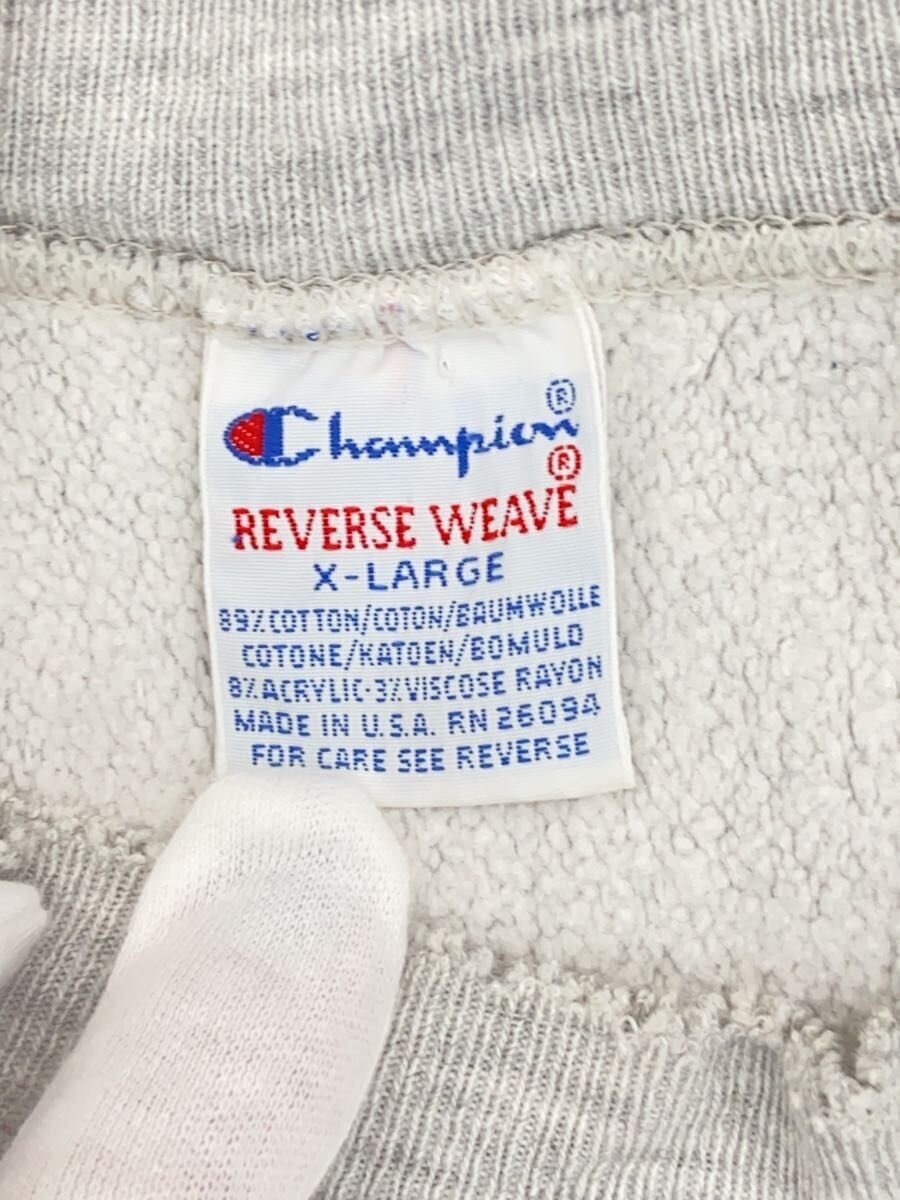 Champion®
REVERSE WEAVE®
X-LARGE
89% COTTON/COTON/BAUMWOLLE
COTONE/KATOEN/BOMULD
8% ACRYLIC·3% VISCOSE RAYON
MADE IN U.S.A. RN 26094
FOR CARE SEE REVERSE